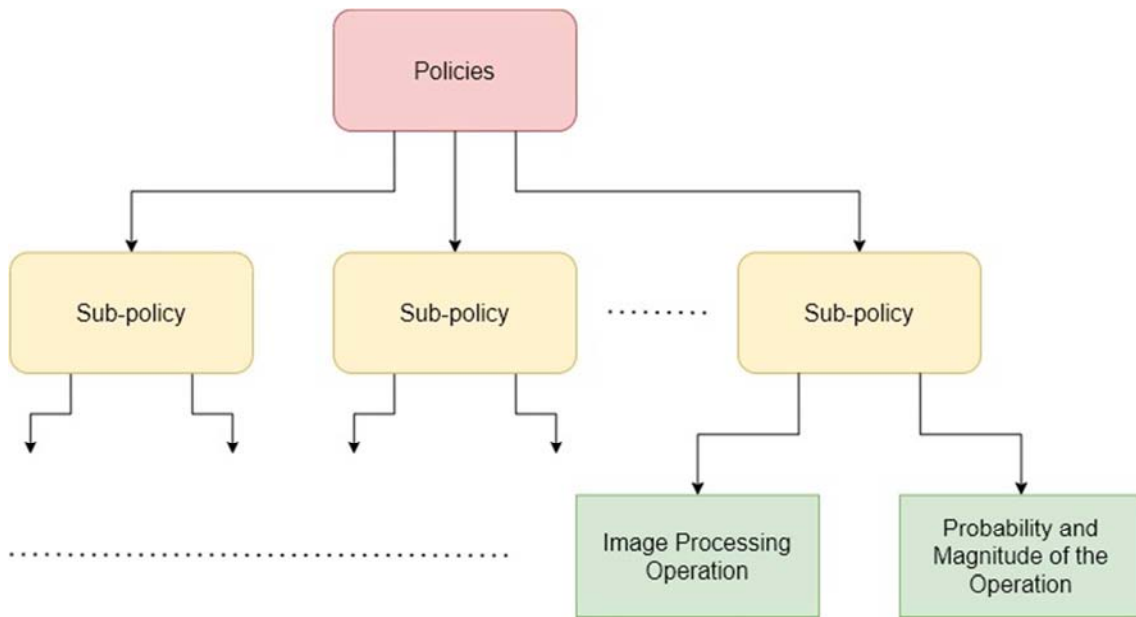 Policies
Sub-policy
Sub-policy
Sub-policy
Image Processing
Operation
Probability and
Magnitude of the
Operation